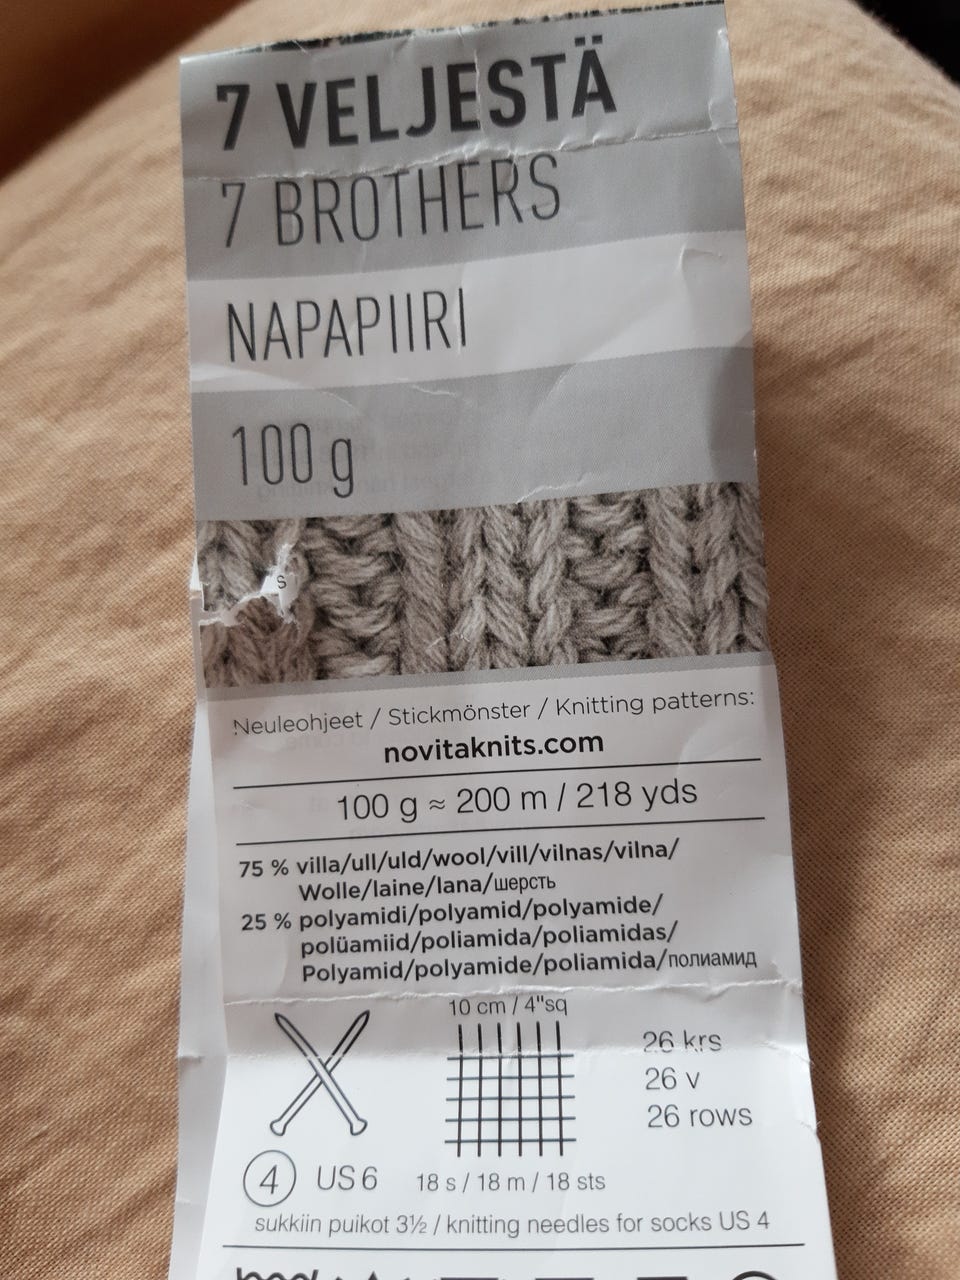 7 VELJESTÄ
7 BROTHERS
NAPAPIIRI
100 g
s
Neuleohjeet / Stickmönster / Knitting patterns:
novitaknits.com
100 g ≈ 200 m / 218 yds
75 % villa/ull/uld/wool/vill/vilnas/vilna/
Wolle/laine/lana/шерсть
25 % polyamidi/polyamid/polyamide/
polüamiid/poliamida/poliamidas/
Polyamid/polyamide/poliamida/полиамид
10 cm / 4"sq
26 krs
26 v
26 rows
4 US 6
18 s / 18 m / 18 sts
sukkiin puikot 3½ / knitting needles for socks US 4